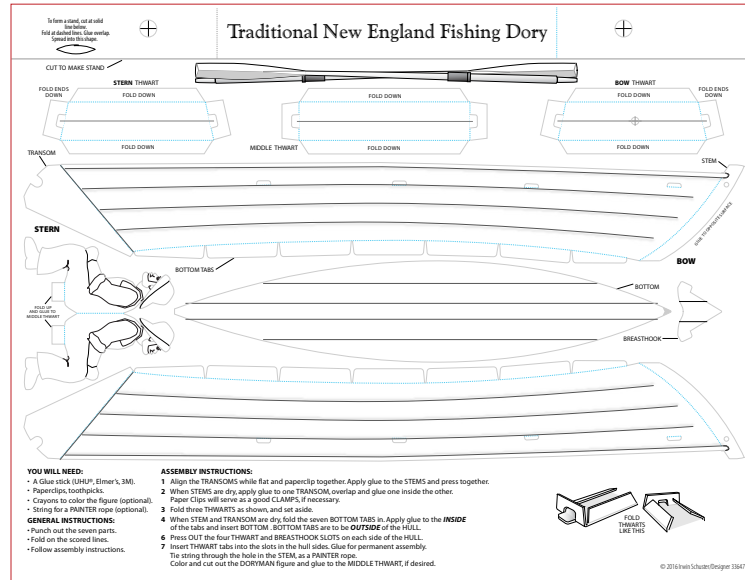 To form a stand, cut at solid
line below.
Fold at dashed lines. Glue overlap.
Spread into this shape.
Traditional New England Fishing Dory
CUT TO MAKE STAND
STERN THWART
BOW THWART
FOLD ENDS
DOWN
FOLD DOWN
FOLD DOWN
FOLD DOWN
FOLD ENDS
DOWN
FOLD DOWN
MIDDLE THWART
FOLD DOWN
FOLD DOWN
TRANSOM
STEM
GLUE TO OPPOSITE SURFACE
STERN
BOW
BOTTOM TABS
BOTTOM
FOLD UP
AND GLUE TO
MIDDLE THWART
BREASTHOOK
YOU WILL NEED:
• A Glue stick (UHU®, Elmer's, 3M).
• Paperclips, toothpicks.
• Crayons to color the figure (optional).
• String for a PAINTER rope (optional).
GENERAL INSTRUCTIONS:
• Punch out the seven parts.
• Fold on the scored lines.
• Follow assembly instructions.
ASSEMBLY INSTRUCTIONS:
1 Align the TRANSOMS while flat and paperclip together. Apply glue to the STEMS and press together.
2 When STEMS are dry, apply glue to one TRANSOM, overlap and glue one inside the other.
Paper Clips will serve as a good CLAMPS, if necessary.
3 Fold three THWARTS as shown, and set aside.
4 When STEM and TRANSOM are dry, fold the seven BOTTOM TABS in. Apply glue to the INSIDE
of the tabs and insert BOTTOM . BOTTOM TABS are to be OUTSIDE of the HULL.
6 Press OUT the four THWART and BREASTHOOK SLOTS on each side of the HULL.
7 Insert THWART tabs into the slots in the hull sides. Glue for permanent assembly.
Tie string through the hole in the STEM, as a PAINTER rope.
Color and cut out the DORYMAN figure and glue to the MIDDLE THWART, if desired.
FOLD
THWARTS
LIKE THIS
© 2016 Irwin Schuster/Designer 33647